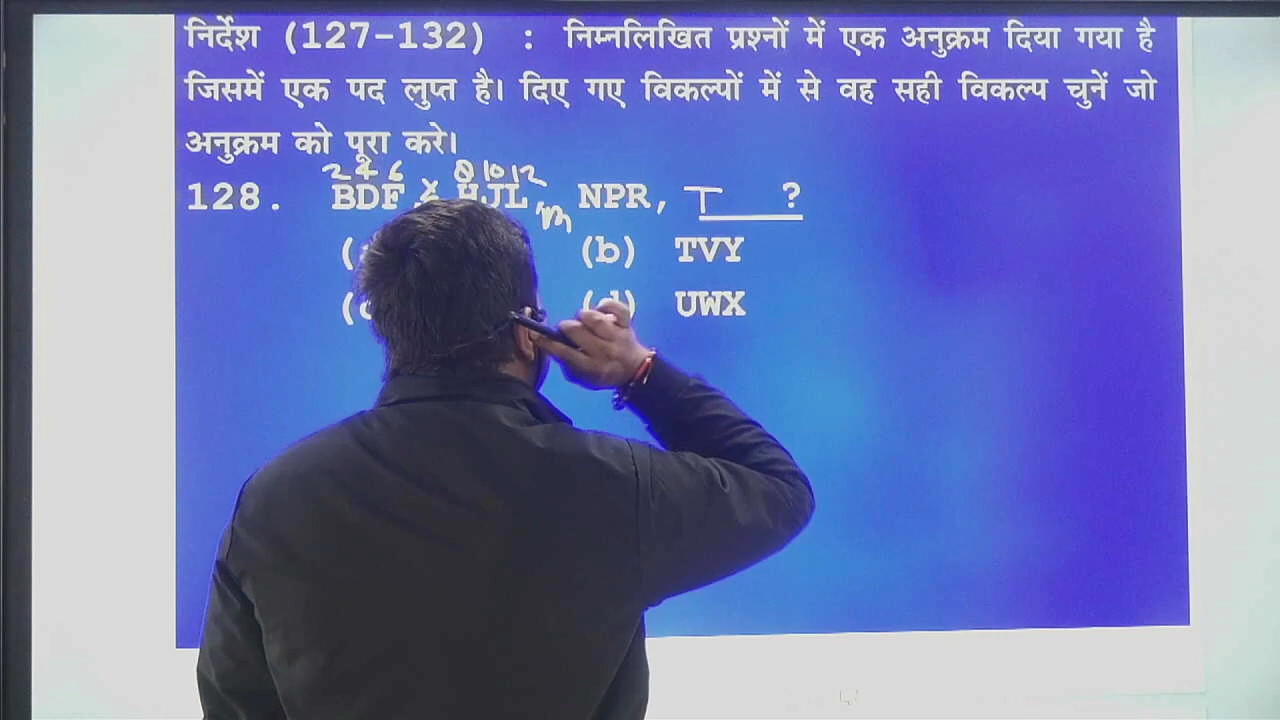 निर्देश (127-132) : निम्नलिखित प्रश्नों में एक अनुक्रम दिया गया है
जिसमें एक पद लुप्त है। दिए गए विकल्पों में से वह सही विकल्प चुनें जो
अनुक्रम को पूरा करे।
2 4 6 8 10 12
128. BDF, HJL, NPR, T ?
(b) TVY
(d) UWX